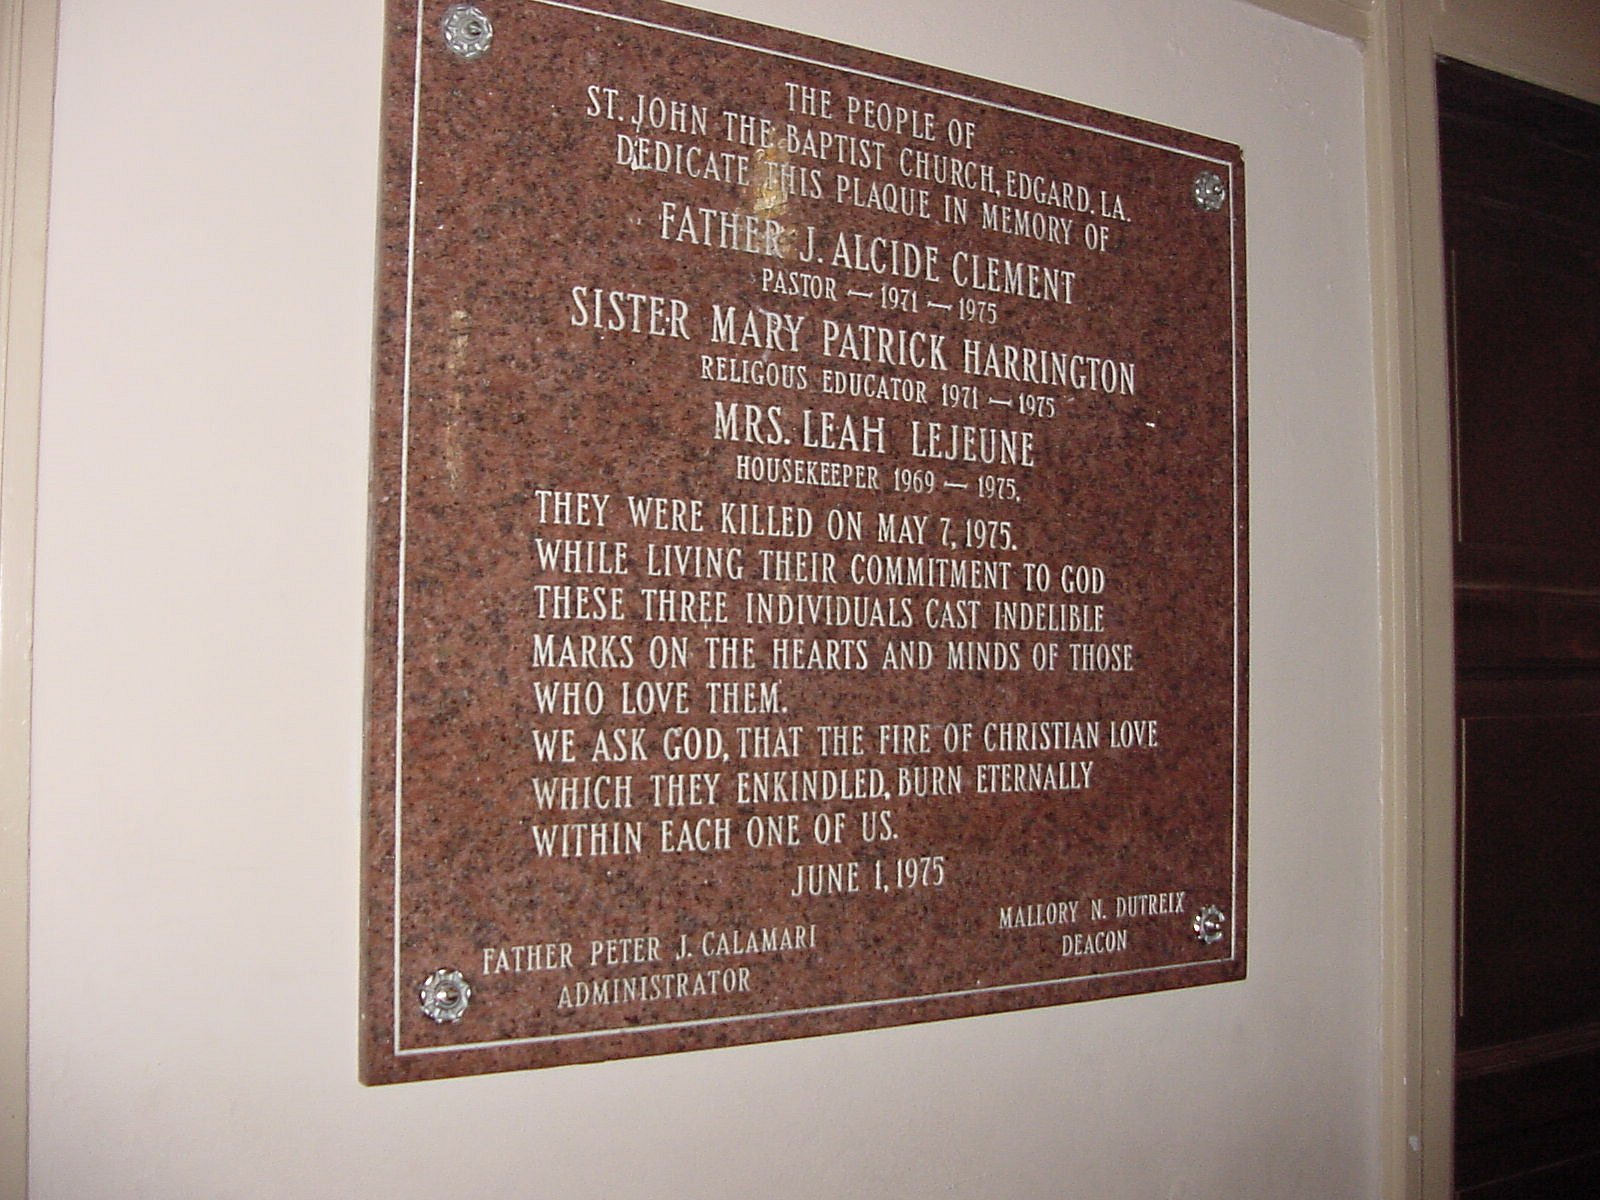 THE PEOPLE OF
ST. JOHN THE BAPTIST CHURCH, EDGARD. LA.
DEDICATE THIS PLAQUE IN MEMORY OF
FATHER J. ALCIDE CLEMENT
PASTOR — 1971 — 1975
SISTER MARY PATRICK HARRINGTON
RELIGOUS EDUCATOR 1971 — 1975
MRS. LEAH LEJEUNE
HOUSEKEEPER 1969 — 1975.
THEY WERE KILLED ON MAY 7, 1975.
WHILE LIVING THEIR COMMITMENT TO GOD
THESE THREE INDIVIDUALS CAST INDELIBLE
MARKS ON THE HEARTS AND MINDS OF THOSE
WHO LOVE THEM.
WE ASK GOD, THAT THE FIRE OF CHRISTIAN LOVE
WHICH THEY ENKINDLED, BURN ETERNALLY
WITHIN EACH ONE OF US.
JUNE 1, 1975
FATHER PETER J. CALAMARI
ADMINISTRATOR
MALLORY N. DUTREIX
DEACON